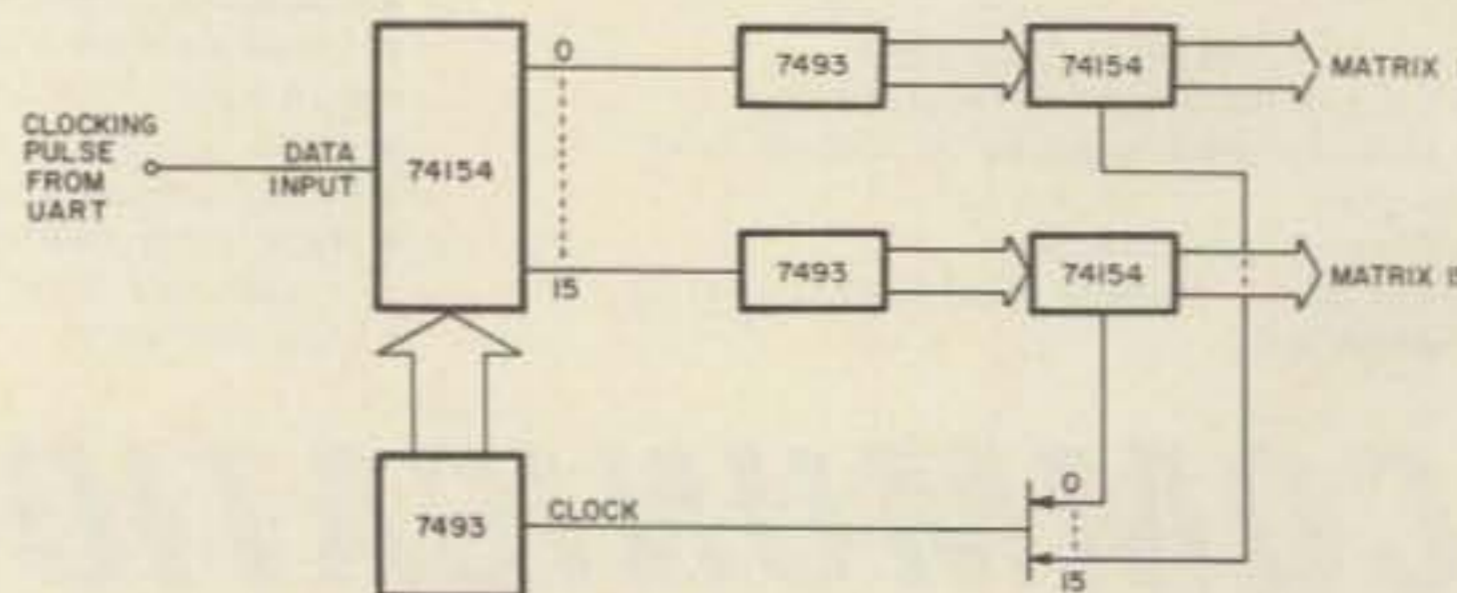 CLOCKING
PULSE
FROM
UART
DATA
INPUT
74154
0
15
7493
74154
MATRIX
7493
74154
MATRIX 15
7493
CLOCK
0
15